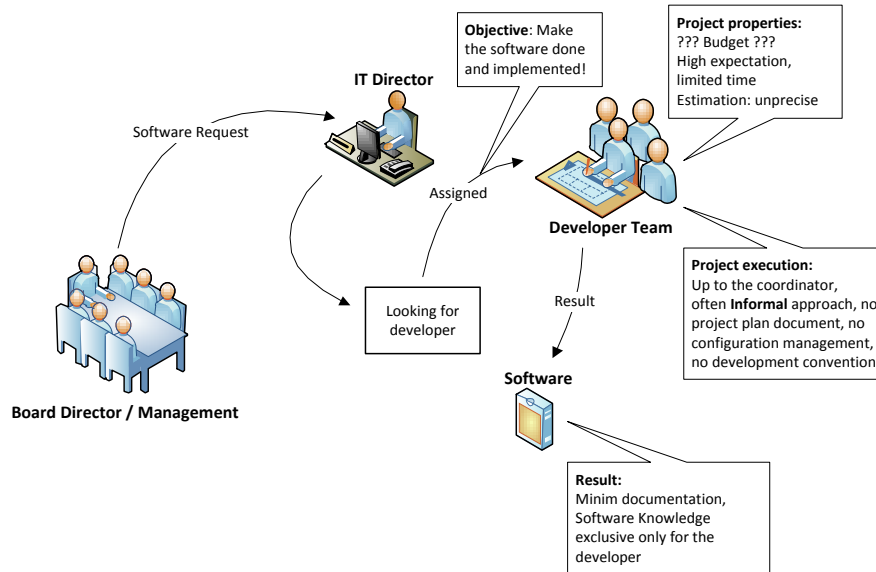 Objective: Make
the software done
and implemented!
Project properties:
??? Budget ???
High expectation,
limited time
Estimation: unprecise
IT Director
Software Request
Assigned
Developer Team
Looking for
developer
Result
Project execution:
Up to the coordinator,
often Informal approach, no
project plan document, no
configuration management,
no development convention
Software
Board Director / Management
Result:
Minim documentation,
Software Knowledge
exclusive only for the
developer